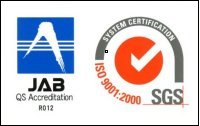 JAB
QS Accreditation
R012
SYSTEM CERTIFICATION
ISO 9001:2000
SGS